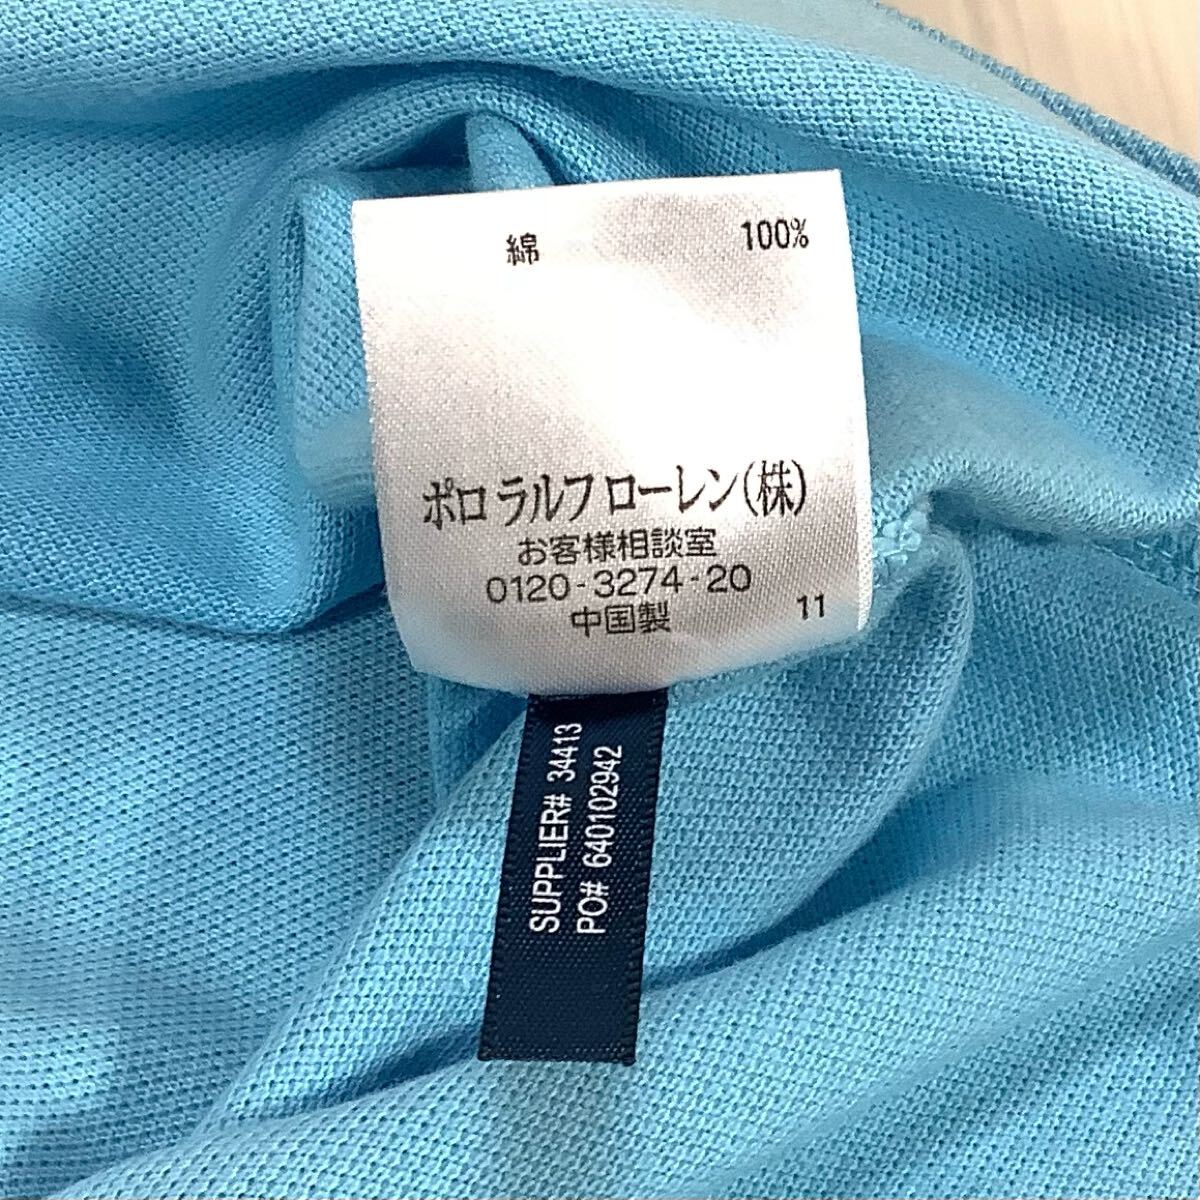 綿 100%
ポロ ラルフ ローレン(株)
お客様相談室
0120-3274-20
中国製 11
SUPPLIER# 34413
PO# 640102942